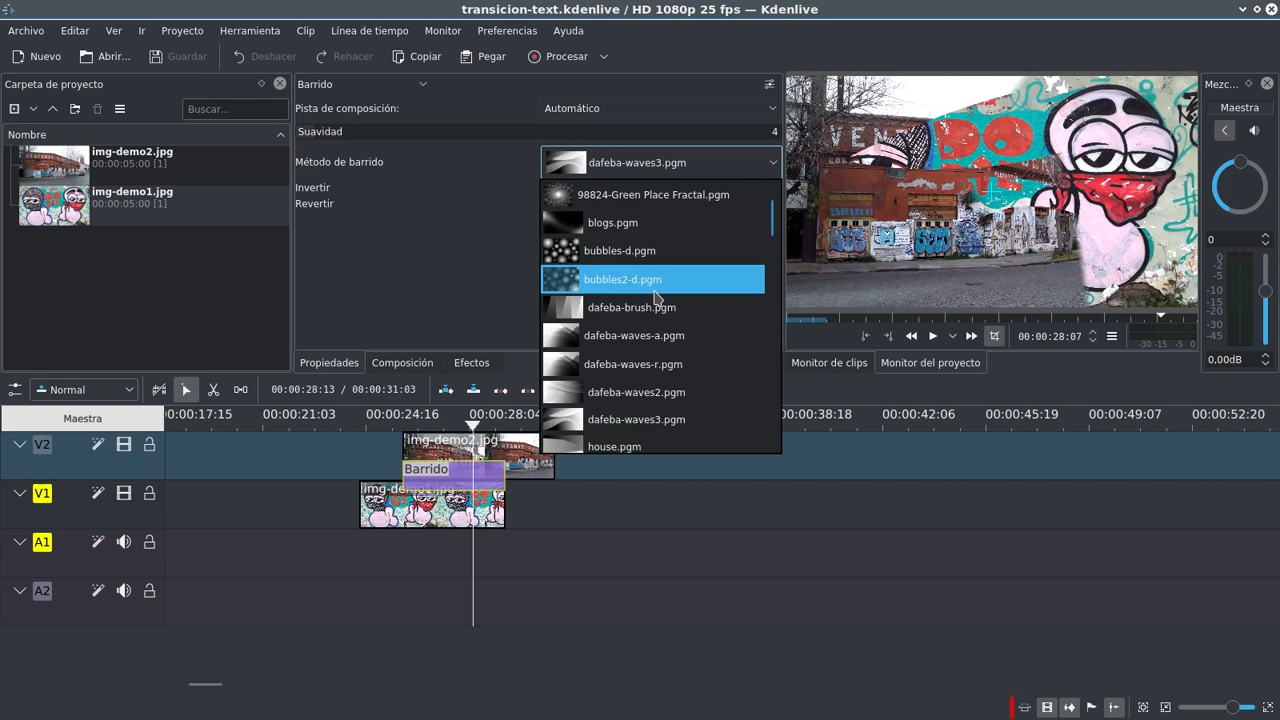 transicion-text.kdenlive / HD 1080p 25 fps — Kdenlive
Archivo Editar Ver Ir Proyecto Herramienta Clip Línea de tiempo Monitor Preferencias Ayuda
Nuevo Abrir... Guardar Deshacer Rehacer Copiar Pegar Procesar
Carpeta de proyecto
Buscar...
Nombre
img-demo2.jpg
00:00:05:00 [1]
img-demo1.jpg
00:00:05:00 [1]
Barrido
Pista de composición: Automático
Suavidad 4
Método de barrido dafeba-waves3.pgm
Invertir
Revertir
98824-Green Place Fractal.pgm
blogs.pgm
bubbles-d.pgm
bubbles2-d.pgm
dafeba-brush.pgm
dafeba-waves-a.pgm
dafeba-waves-r.pgm
dafeba-waves2.pgm
dafeba-waves3.pgm
house.pgm
Propiedades Composición Efectos
00:00:28:07
Monitor de clips Monitor del proyecto
-30 -15 -5
Mezc...
Maestra
0
0
-2
-5
-10
-15
-20
-25
-30
-35
-45
0,00dB
Normal
00:00:28:13 / 00:00:31:03
Maestra
0:00:17:15 00:00:21:03 00:00:24:16 00:00:28:04 00:00:38:18 00:00:42:06 00:00:45:19 00:00:49:07 00:00:52:20
V2
img-demo2.jpg
Barrido
V1
img-demo1.jpg
A1
A2